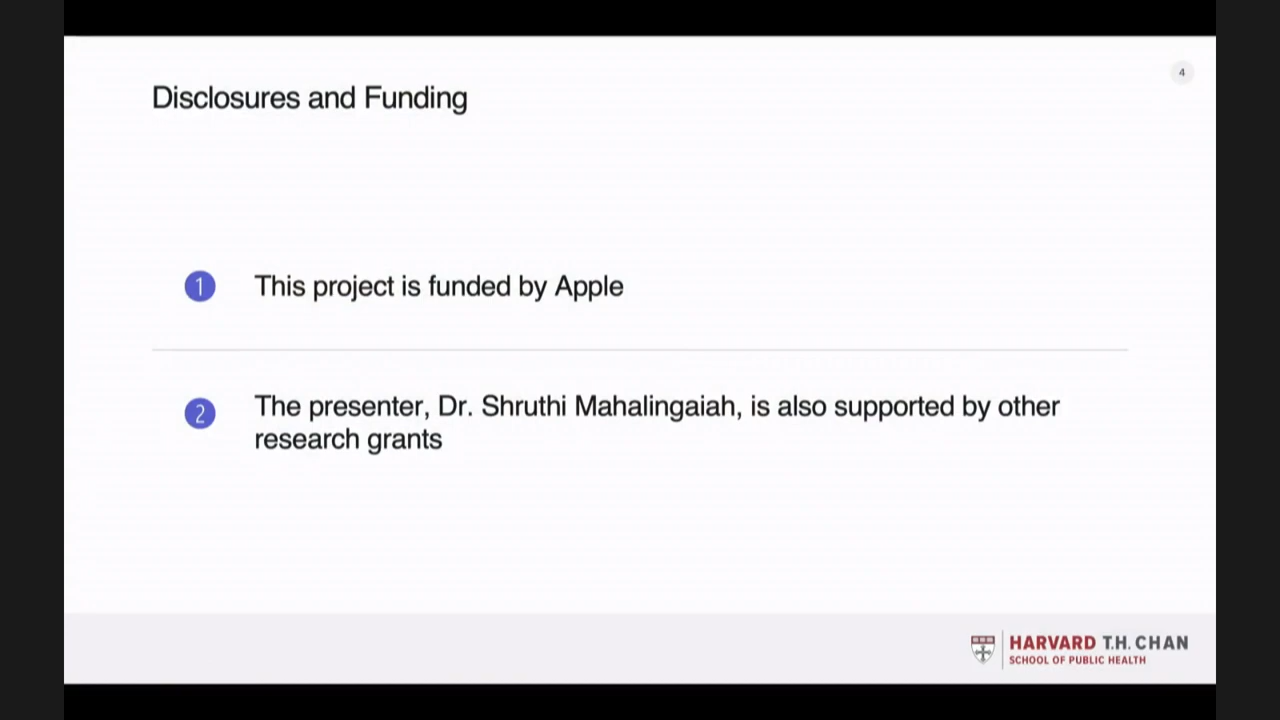 4
Disclosures and Funding
1 This project is funded by Apple
2 The presenter, Dr. Shruthi Mahalingaiah, is also supported by other
research grants
HARVARD T.H. CHAN
SCHOOL OF PUBLIC HEALTH